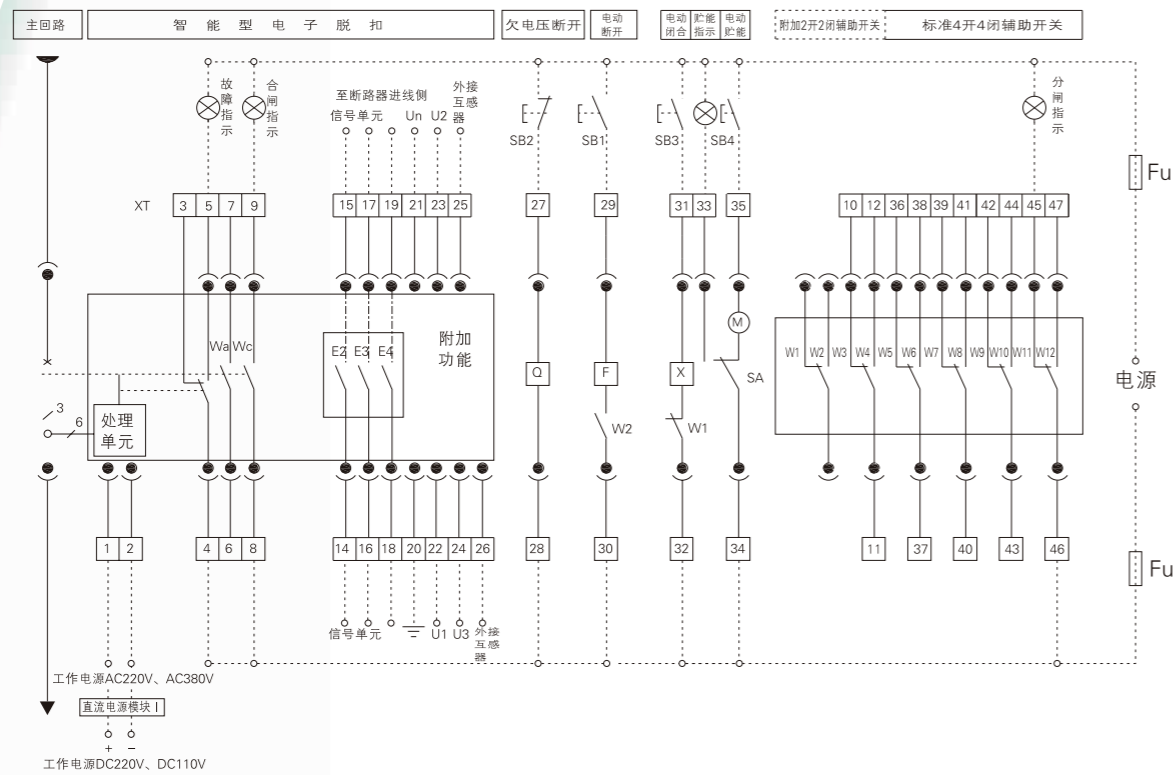 主回路 智能型电子脱扣 欠电压断开 电动断开 电动闭合 贮能指示 电动贮能 附加2开2闭辅助开关 标准4开4闭辅助开关
故障指示 合闸指示 至断路器进线侧 外接互感器 分闸指示
信号单元 Un U2
SB2 SB1 SB3 SB4
Fu
XT 3 5 7 9 15 17 19 21 23 25 27 29 31 33 35 10 12 36 38 39 41 42 44 45 47
M
Wa Wc E2 E3 E4 附加功能
W1 W2 W3 W4 W5 W6 W7 W8 W9 W10 W11 W12
Q F X SA 电源
3 6 处理单元 W2 W1
1 2 4 6 8 14 16 18 20 22 24 26 28 30 32 34 11 37 40 43 46
Fu
信号单元 U1 U3 外接互感器
工作电源AC220V、AC380V
直流电源模块 I
+ −
工作电源DC220V、DC110V